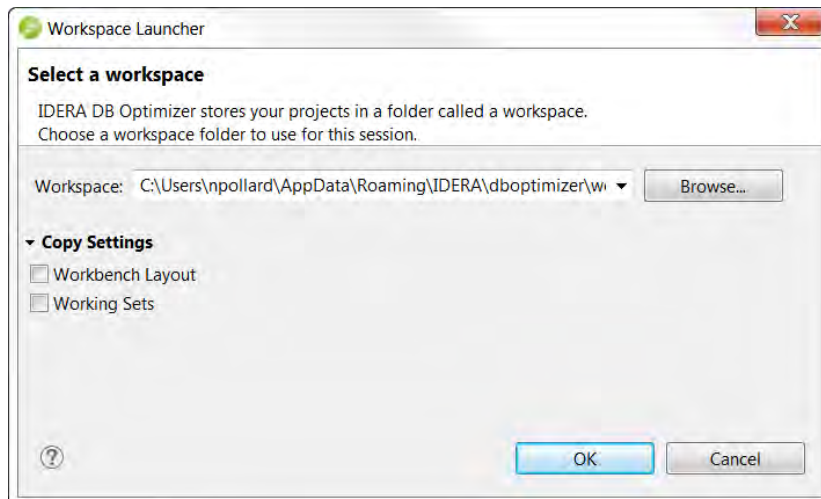 Workspace Launcher
Select a workspace
IDERA DB Optimizer stores your projects in a folder called a workspace.
Choose a workspace folder to use for this session.
Workspace: C:\Users\npollard\AppData\Roaming\IDERA\dboptimizer\w Browse...
Copy Settings
Workbench Layout
Working Sets
? OK Cancel